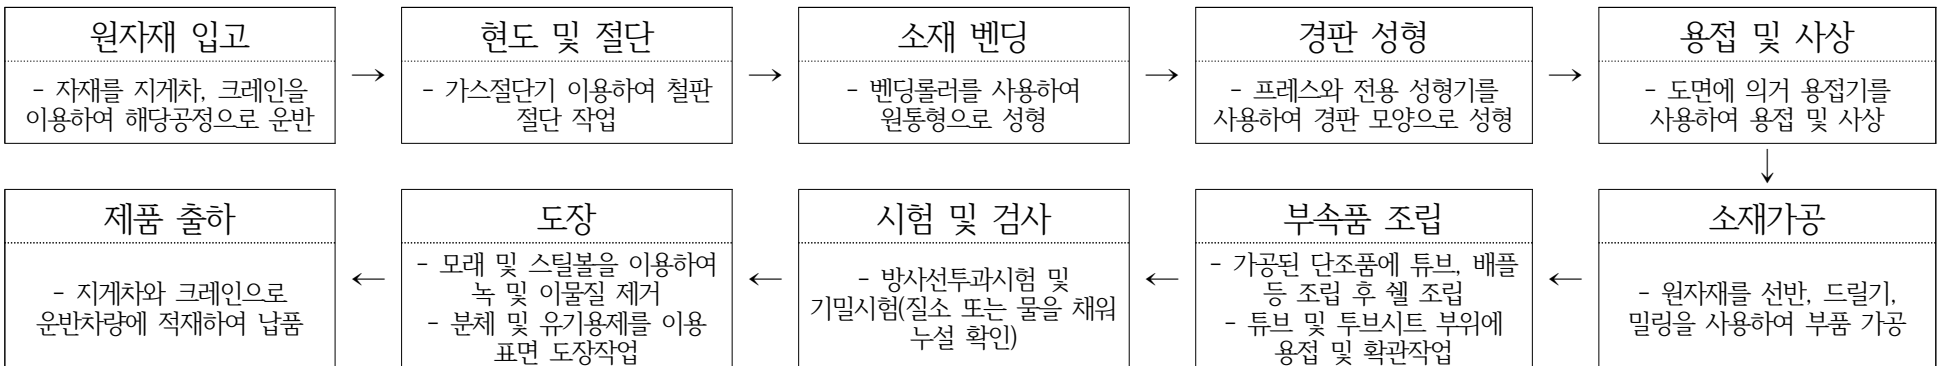 원자재 입고
- 자재를 지게차, 크레인을
이용하여 해당공정으로 운반
→
현도 및 절단
- 가스절단기 이용하여 철판
절단 작업
→
소재 벤딩
- 벤딩롤러를 사용하여
원통형으로 성형
→
경판 성형
- 프레스와 전용 성형기를
사용하여 경판 모양으로 성형
→
용접 및 사상
- 도면에 의거 용접기를
사용하여 용접 및 사상
↓
소재가공
- 원자재를 선반, 드릴기,
밀링을 사용하여 부품 가공
←
부속품 조립
- 가공된 단조품에 튜브, 배플
등 조립 후 쉘 조립
- 튜브 및 투브시트 부위에
용접 및 확관작업
←
시험 및 검사
- 방사선투과시험 및
기밀시험(질소 또는 물을 채워
누설 확인)
←
도장
- 모래 및 스틸볼을 이용하여
녹 및 이물질 제거
- 분체 및 유기용제를 이용
표면 도장작업
←
제품 출하
- 지게차와 크레인으로
운반차량에 적재하여 납품